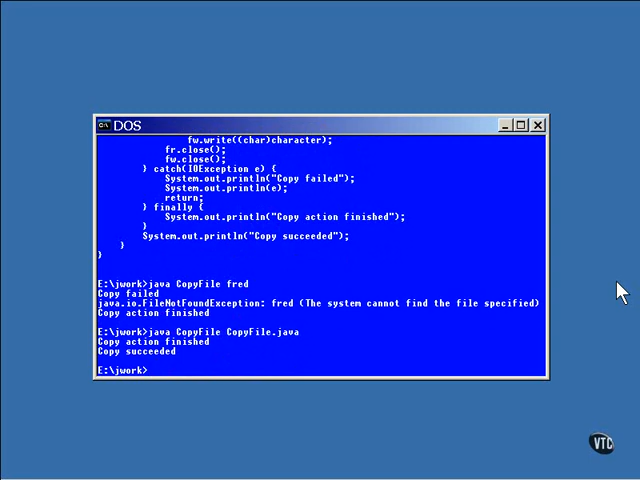 DOS
fw.write((char)character);
fr.close();
fw.close();
} catch(IOException e) {
System.out.println("Copy failed");
System.out.println(e);
return;
} finally {
System.out.println("Copy action finished");
}
System.out.println("Copy succeeded");
}
}
E:\jwork>java CopyFile fred
Copy failed
java.io.FileNotFoundException: fred (The system cannot find the file specified)
Copy action finished
E:\jwork>java CopyFile CopyFile.java
Copy action finished
Copy succeeded
E:\jwork>
VTC